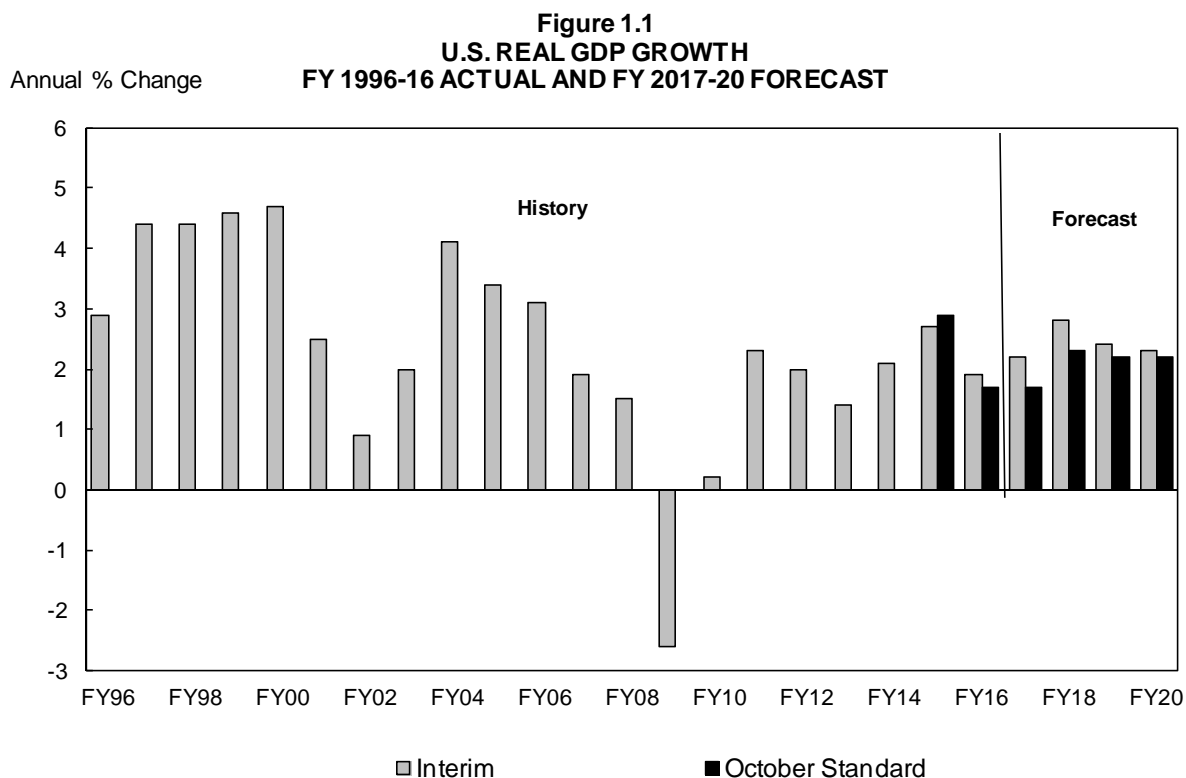 Figure 1.1
U.S. REAL GDP GROWTH
Annual % Change FY 1996-16 ACTUAL AND FY 2017-20 FORECAST
6
5
History
Forecast
4
3
2
1
0
-1
-2
-3
FY96 FY98 FY00 FY02 FY04 FY06 FY08 FY10 FY12 FY14 FY16 FY18 FY20
Interim October Standard